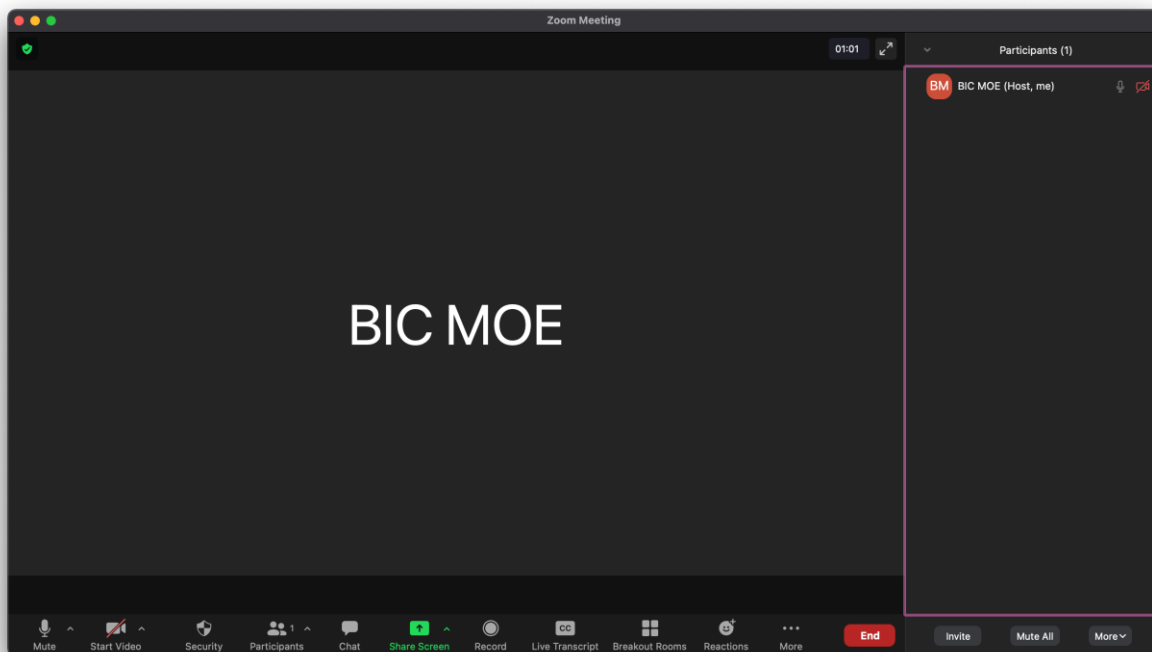 Zoom Meeting
01:01
Participants (1)
BM BIC MOE (Host, me)
BIC MOE
Mute
Start Video
Security
1
Participants
Chat
Share Screen
Record
CC
Live Transcript
Breakout Rooms
Reactions
More
End
Invite
Mute All
More